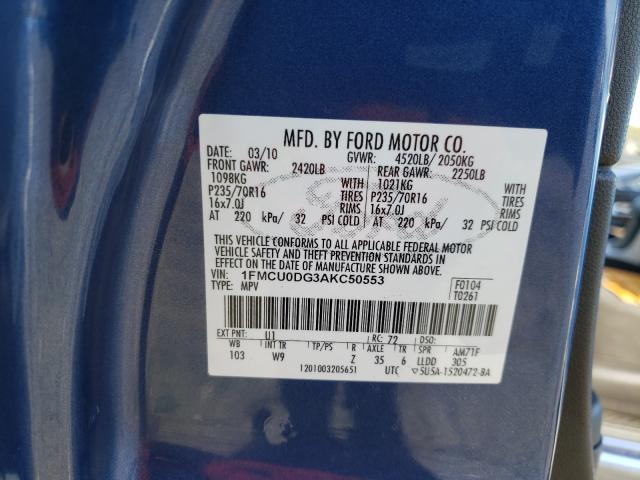 MFD. BY FORD MOTOR CO.
DATE: 03/10 GVWR: 4520LB/ 2050KG
FRONT GAWR: 2420LB REAR GAWR: 2250LB
1098KG 1021KG
P235/70R16 TIRES P235/70R16 TIRES
16x7.0J RIMS 16x7.0J RIMS
AT 220 kPa/ 32 PSI COLD AT 220 kPa/ 32 PSI COLD
Ford
THIS VEHICLE CONFORMS TO ALL APPLICABLE FEDERAL MOTOR
VEHICLE SAFETY AND THEFT PREVENTION STANDARDS IN
EFFECT ON THE DATE OF MANUFACTURE SHOWN ABOVE.
VIN: 1FMCU0DG3AKC50553 F0104
TYPE: MPV T0261
EXT PNT: U1 RC: 72 DSO:
WB INT TR TP/PS R AXLE TR SPR AM71F
103 W9 Z 35 6 LLDD 305
1201003205651 UTC ▽5U5A-1520472-BA